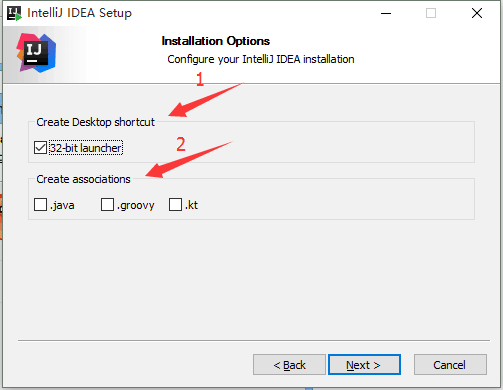 IJ IntelliJ IDEA Setup
IJ
Installation Options
Configure your IntelliJ IDEA installation
1
Create Desktop shortcut
32-bit launcher
2
Create associations
.java .groovy .kt
< Back Next > Cancel